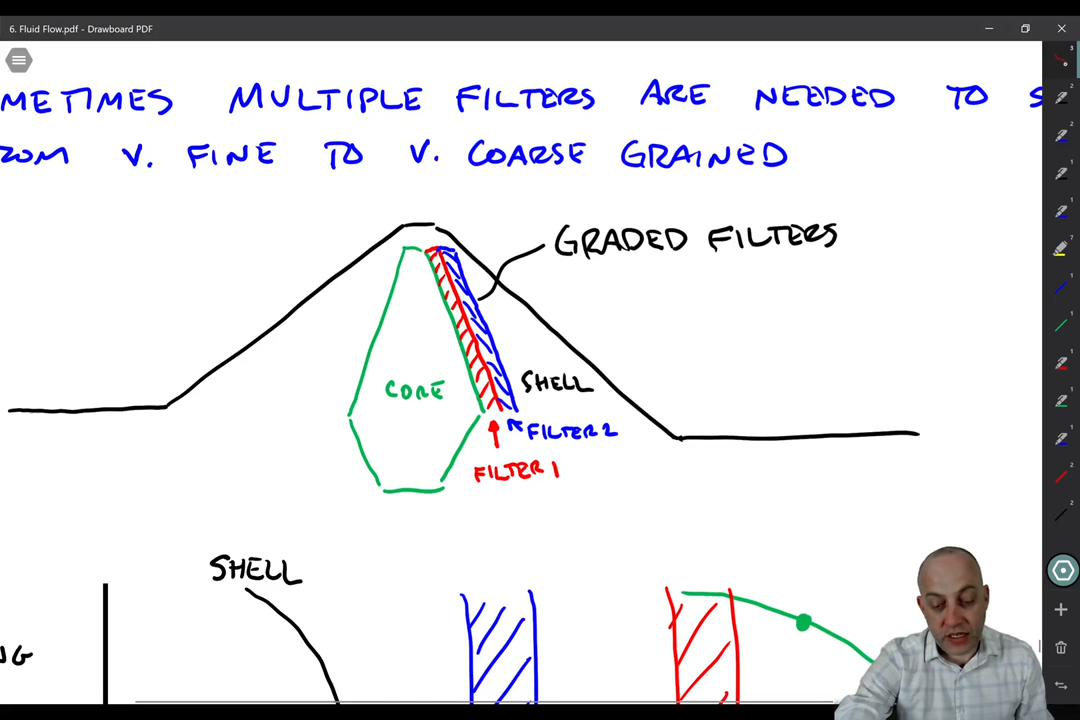 6. Fluid Flow.pdf - Drawboard PDF
METIMES MULTIPLE FILTERS ARE NEEDED TO S
ROM V. FINE TO V. COARSE GRAINED
GRADED FILTERS
CORE
SHELL
FILTER 2
FILTER 1
SHELL
NG